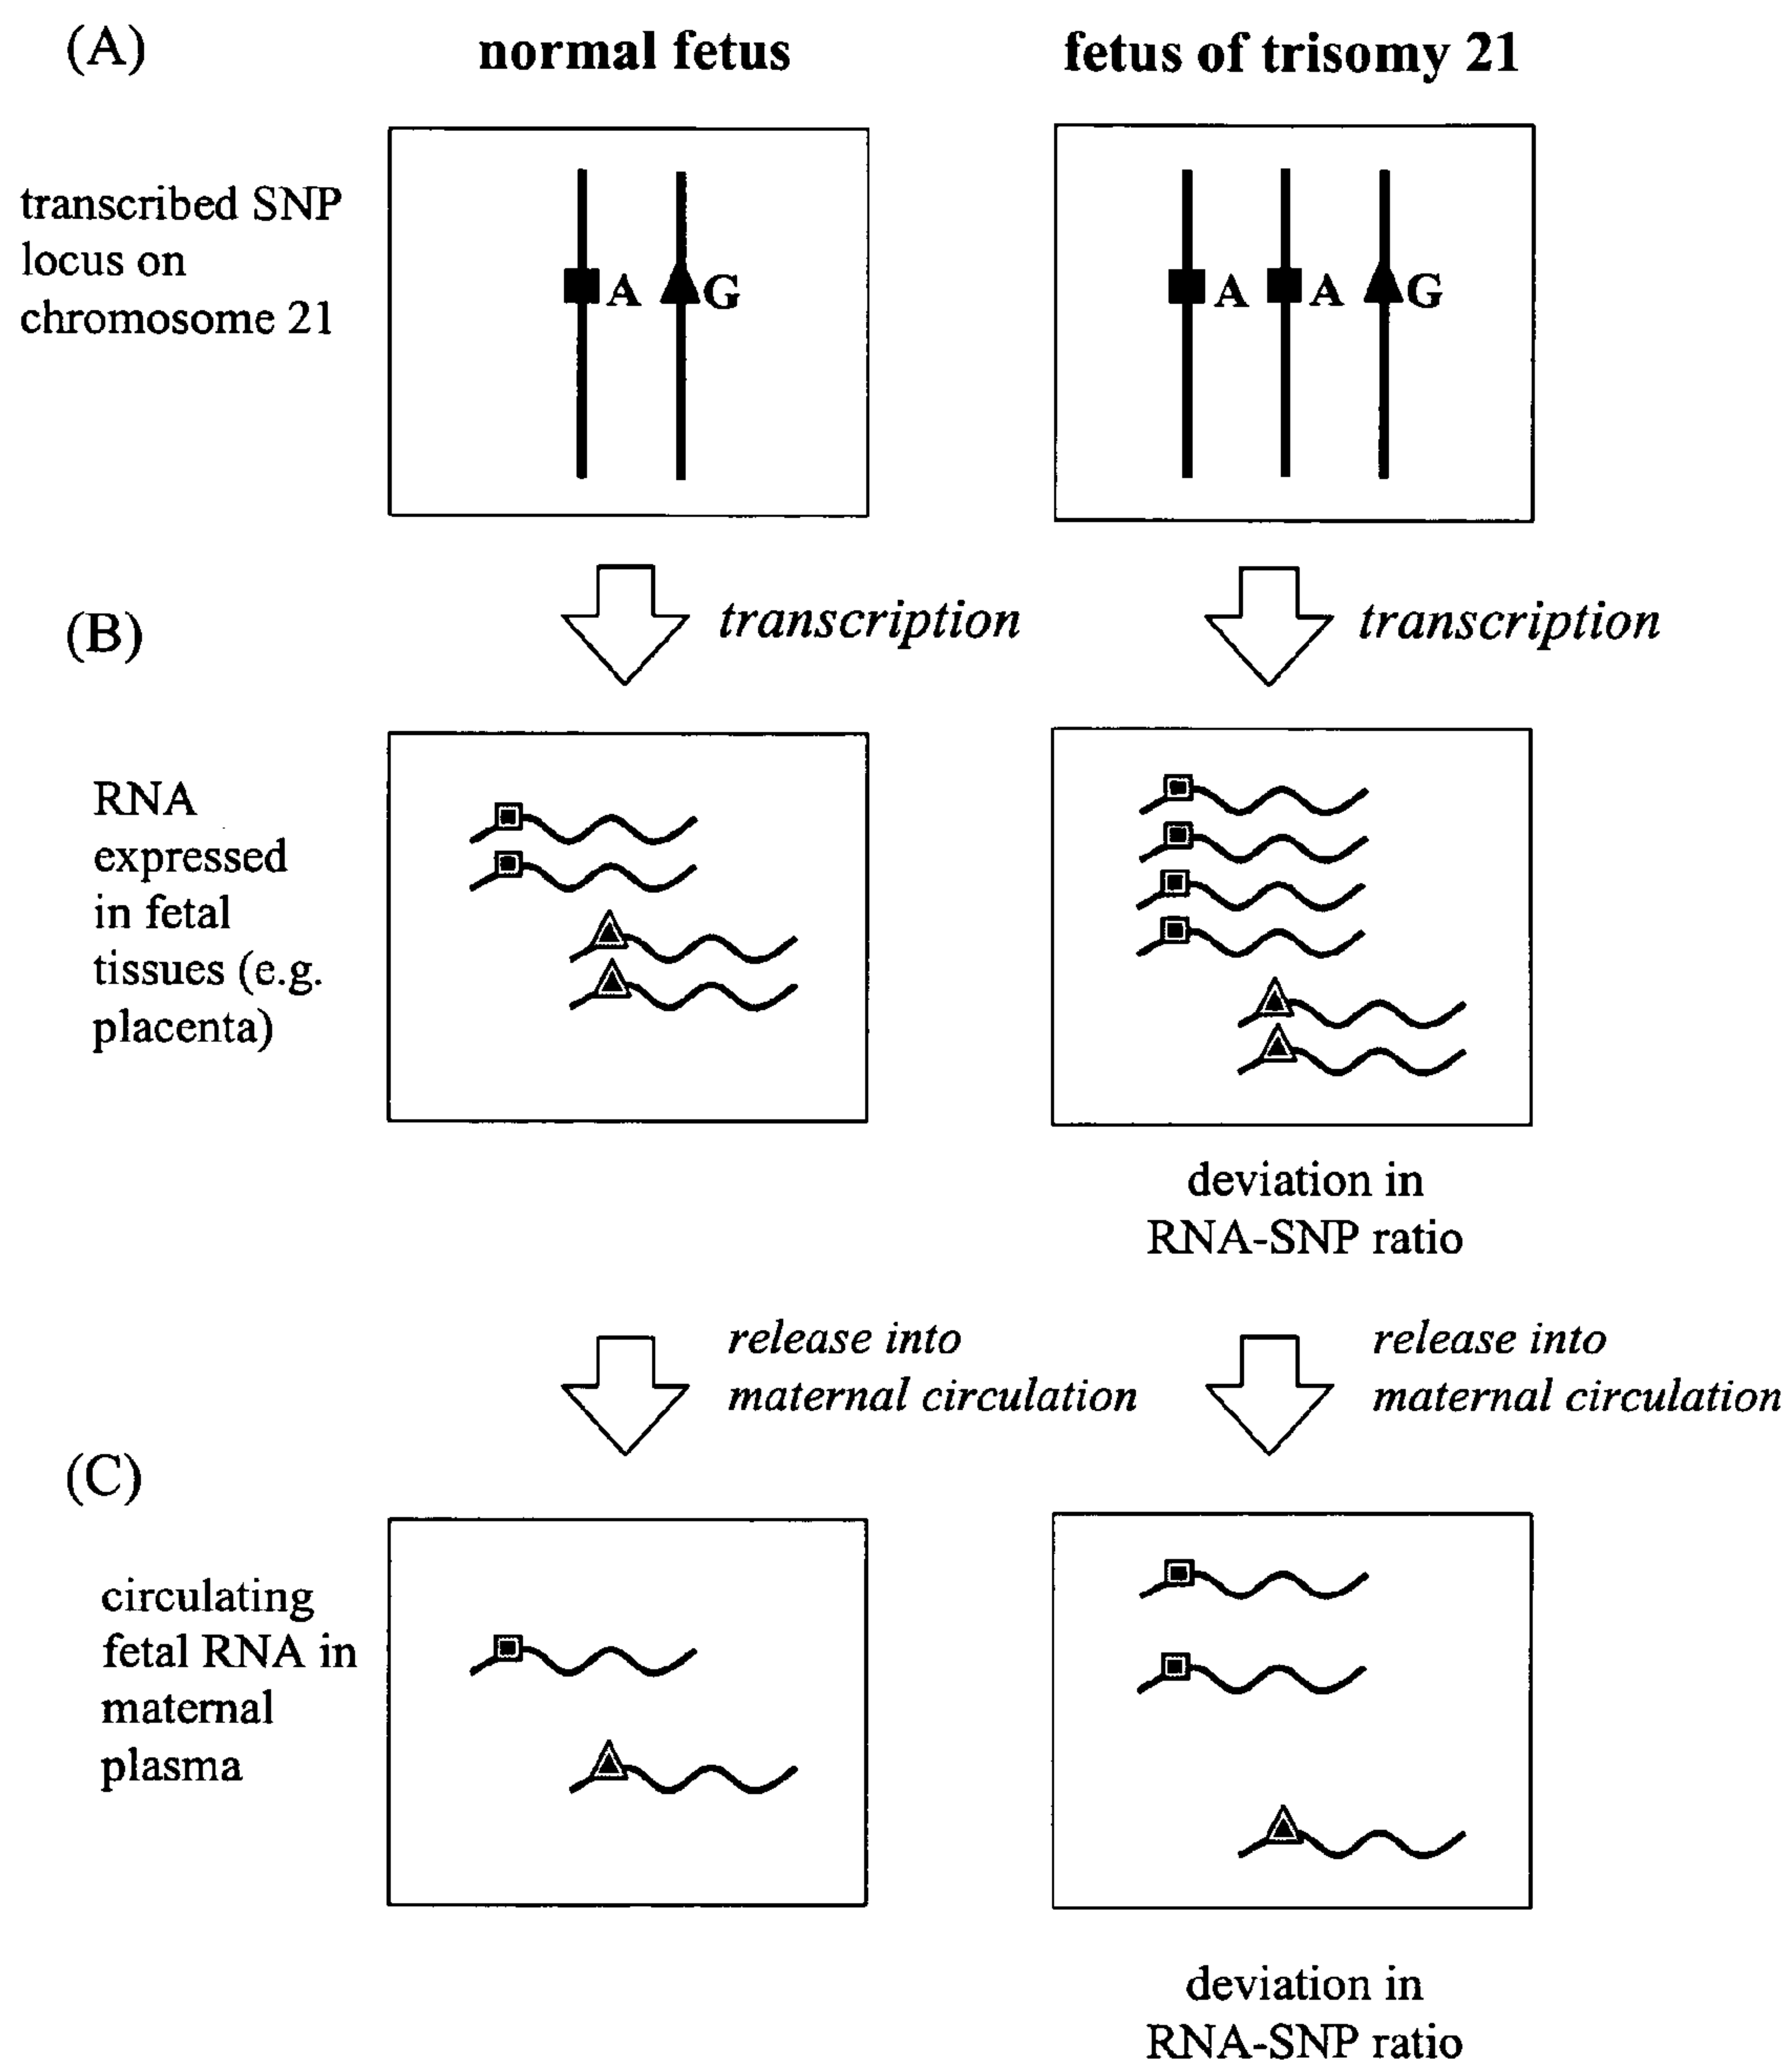 (A)
normal fetus
fetus of trisomy 21
transcribed SNP
locus on
chromosome 21
A
G
A
A
G
(B)
transcription
transcription
RNA
expressed
in fetal
tissues (e.g.
placenta)
deviation in
RNA-SNP ratio
release into
maternal circulation
release into
maternal circulation
(C)
circulating
fetal RNA in
maternal
plasma
deviation in
RNA-SNP ratio